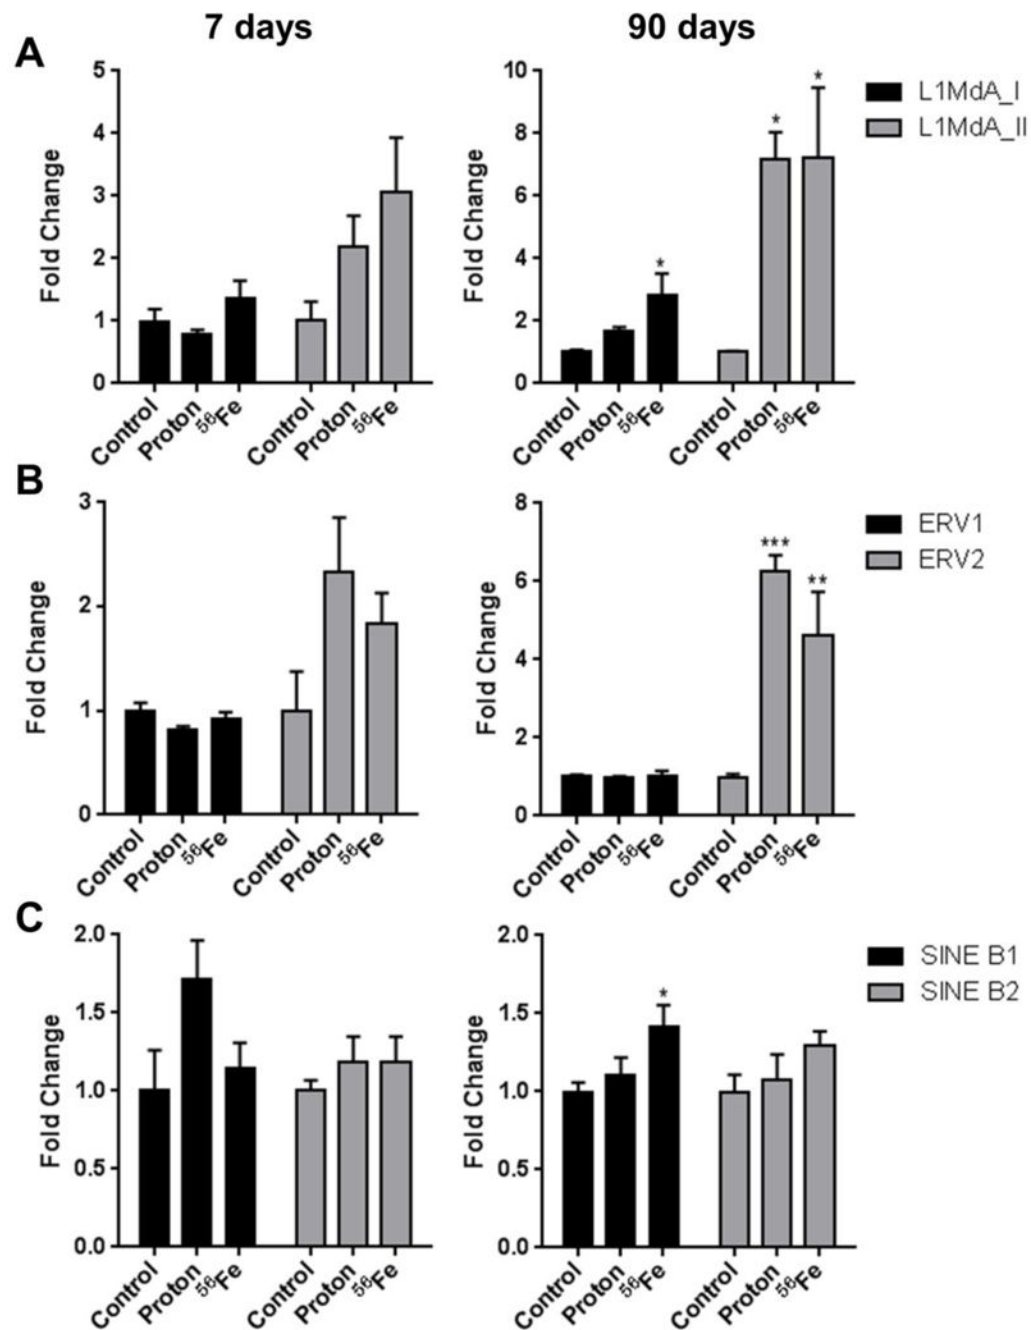 7 days
90 days
A
5
4
3
2
1
0
Fold Change
Control
Proton
⁵⁶Fe
Control
Proton
⁵⁶Fe
10
8
6
4
2
0
Fold Change
*
*
*
Control
Proton
⁵⁶Fe
Control
Proton
⁵⁶Fe
L1MdA_I
L1MdA_II
B
3
2
1
0
Fold Change
Control
Proton
⁵⁶Fe
Control
Proton
⁵⁶Fe
8
6
4
2
0
Fold Change
***
**
Control
Proton
⁵⁶Fe
Control
Proton
⁵⁶Fe
ERV1
ERV2
C
2.0
1.5
1.0
0.5
0.0
Fold Change
Control
Proton
⁵⁶Fe
Control
Proton
⁵⁶Fe
2.0
1.5
1.0
0.5
0.0
Fold Change
*
Control
Proton
⁵⁶Fe
Control
Proton
⁵⁶Fe
SINE B1
SINE B2